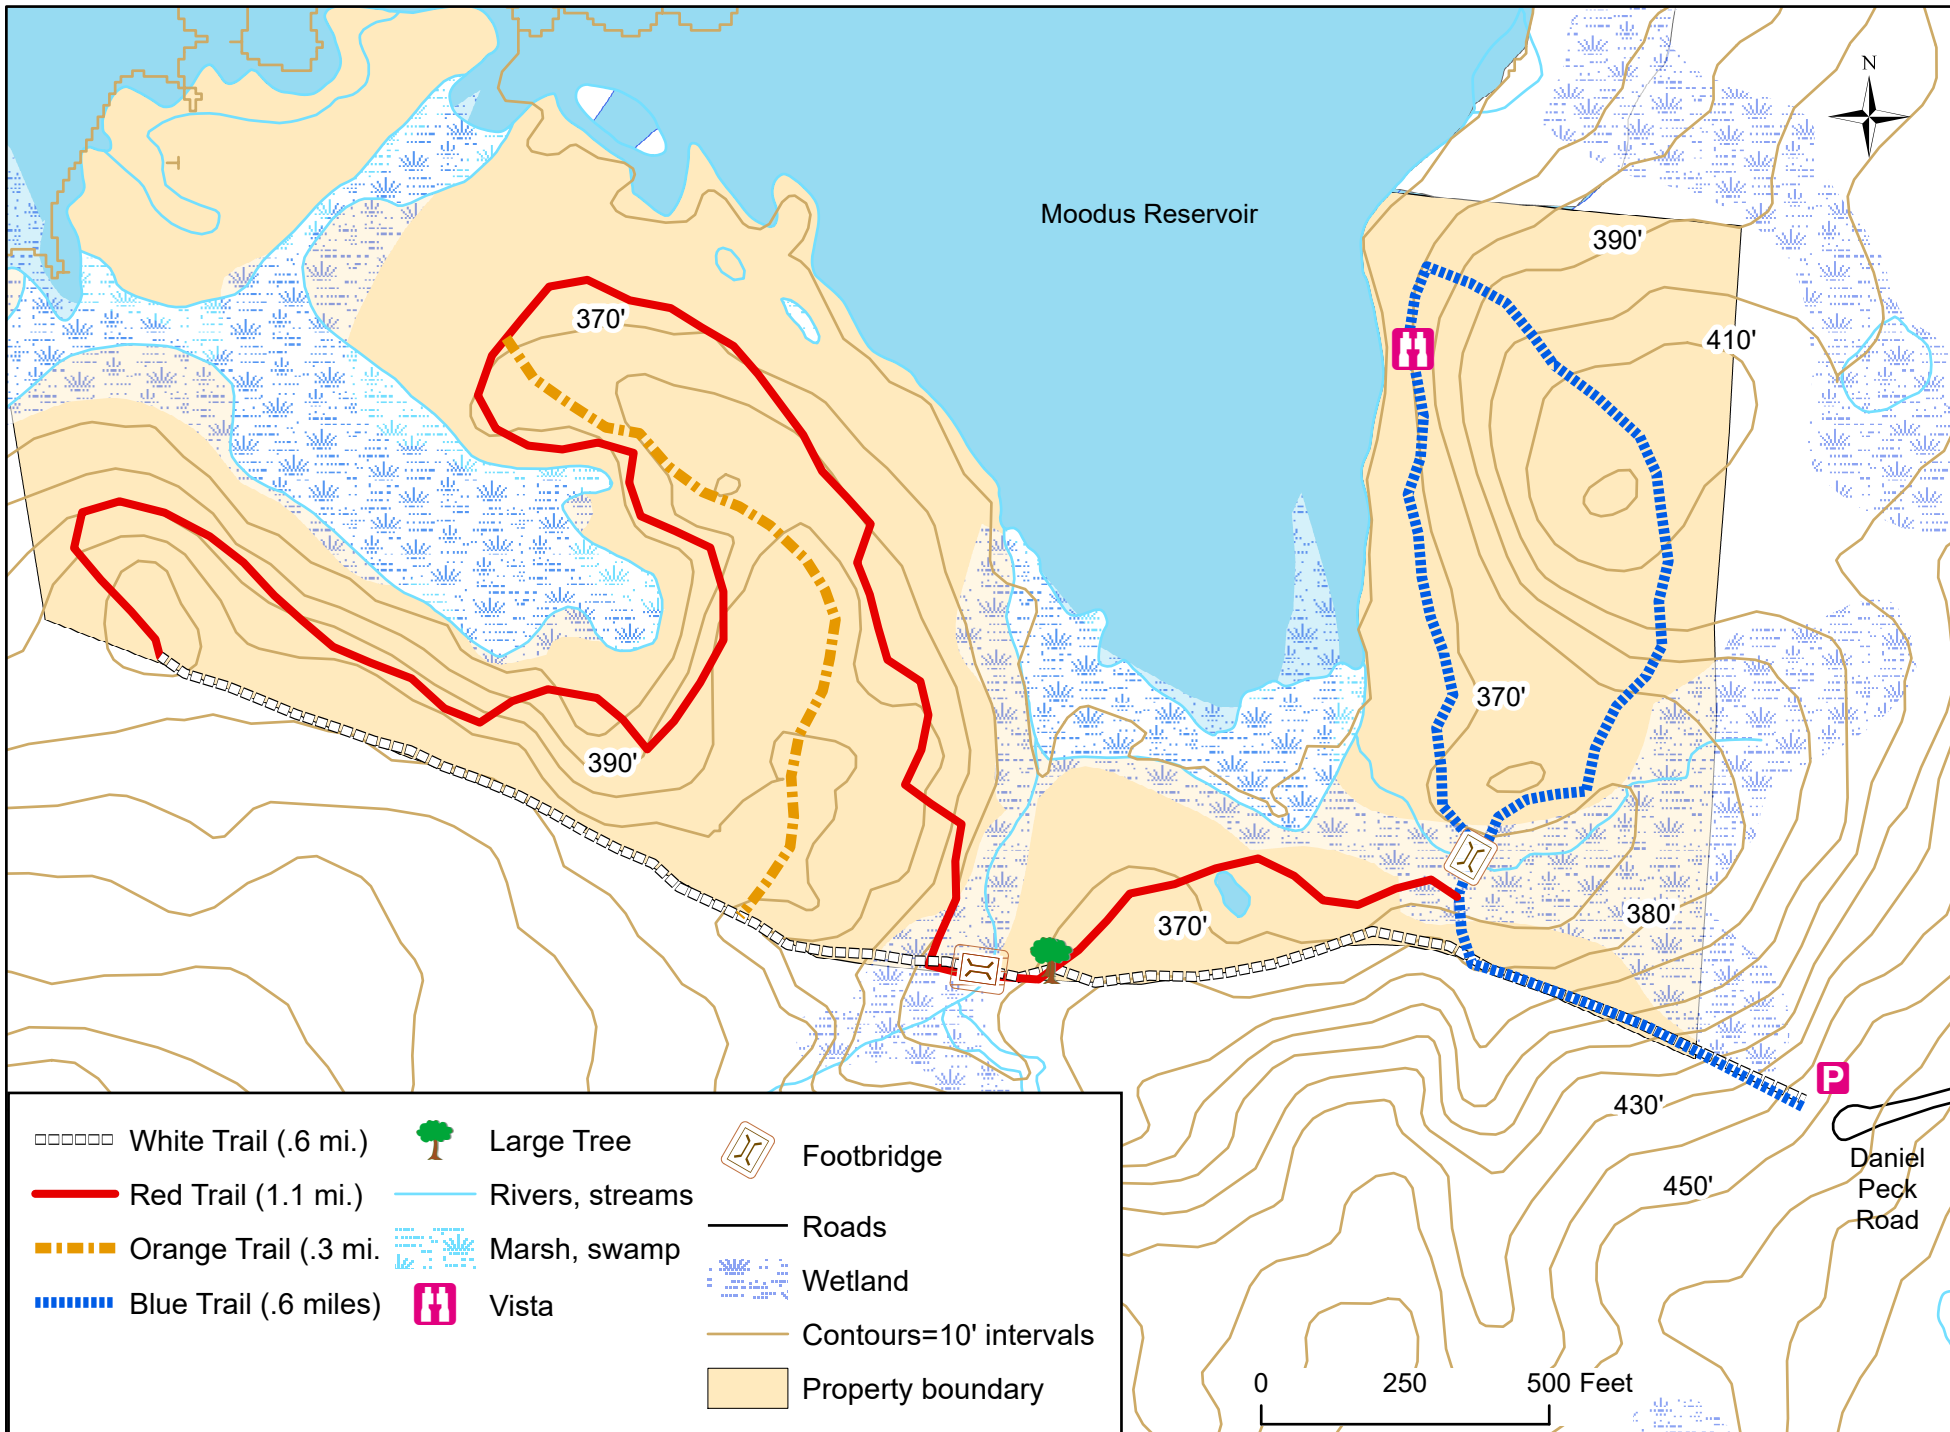 N
Moodus Reservoir
390'
370'
410'
370'
390'
370'
380'
P
430'
450'
Daniel
Peck
Road
White Trail (.6 mi.)
Red Trail (1.1 mi.)
Orange Trail (.3 mi.
Blue Trail (.6 miles)
Large Tree
Rivers, streams
Marsh, swamp
Vista
Footbridge
Roads
Wetland
Contours=10' intervals
Property boundary
0 250 500 Feet